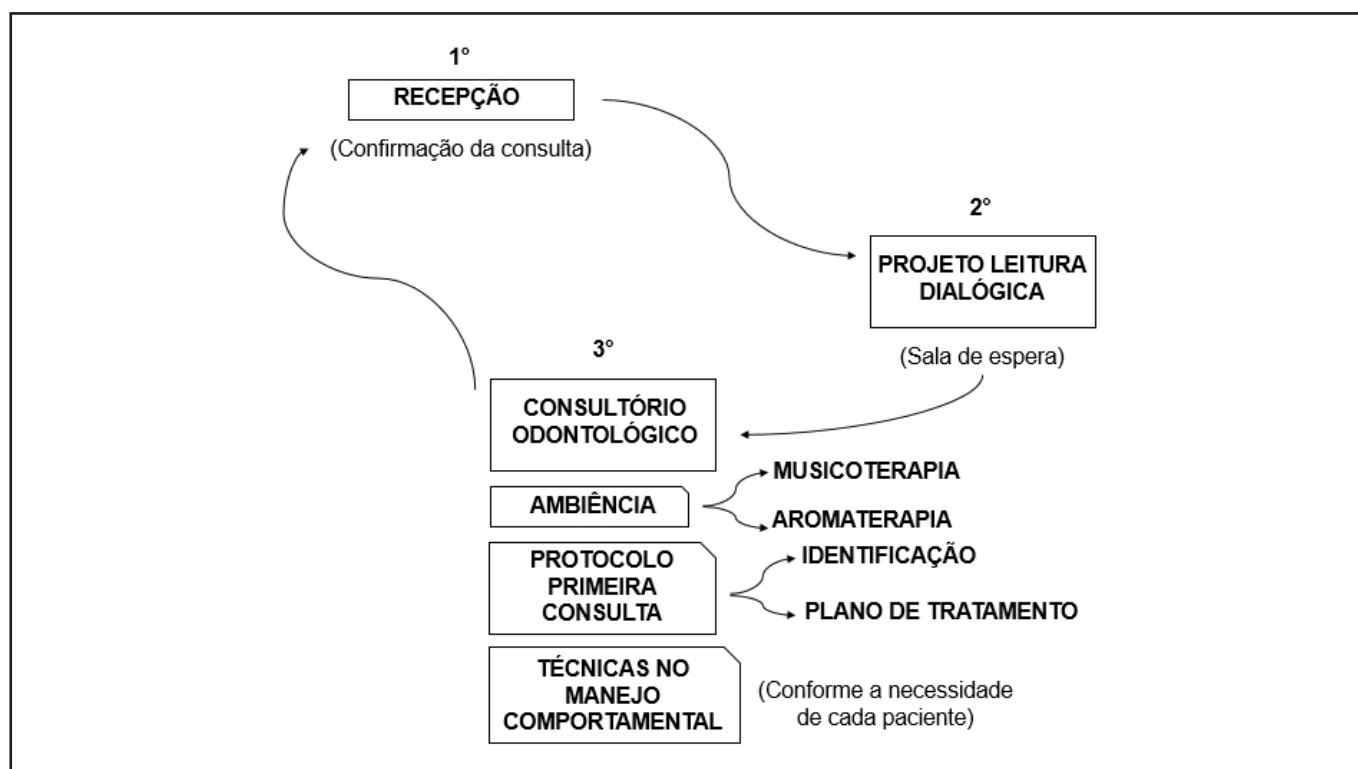 1°
RECEPÇÃO
(Confirmação da consulta)
2°
PROJETO LEITURA
DIALÓGICA
(Sala de espera)
3°
CONSULTÓRIO
ODONTOLÓGICO
AMBIÊNCIA
MUSICOTERAPIA
AROMATERAPIA
PROTOCOLO
PRIMEIRA
CONSULTA
IDENTIFICAÇÃO
PLANO DE TRATAMENTO
TÉCNICAS NO
MANEJO
COMPORTAMENTAL
(Conforme a necessidade
de cada paciente)